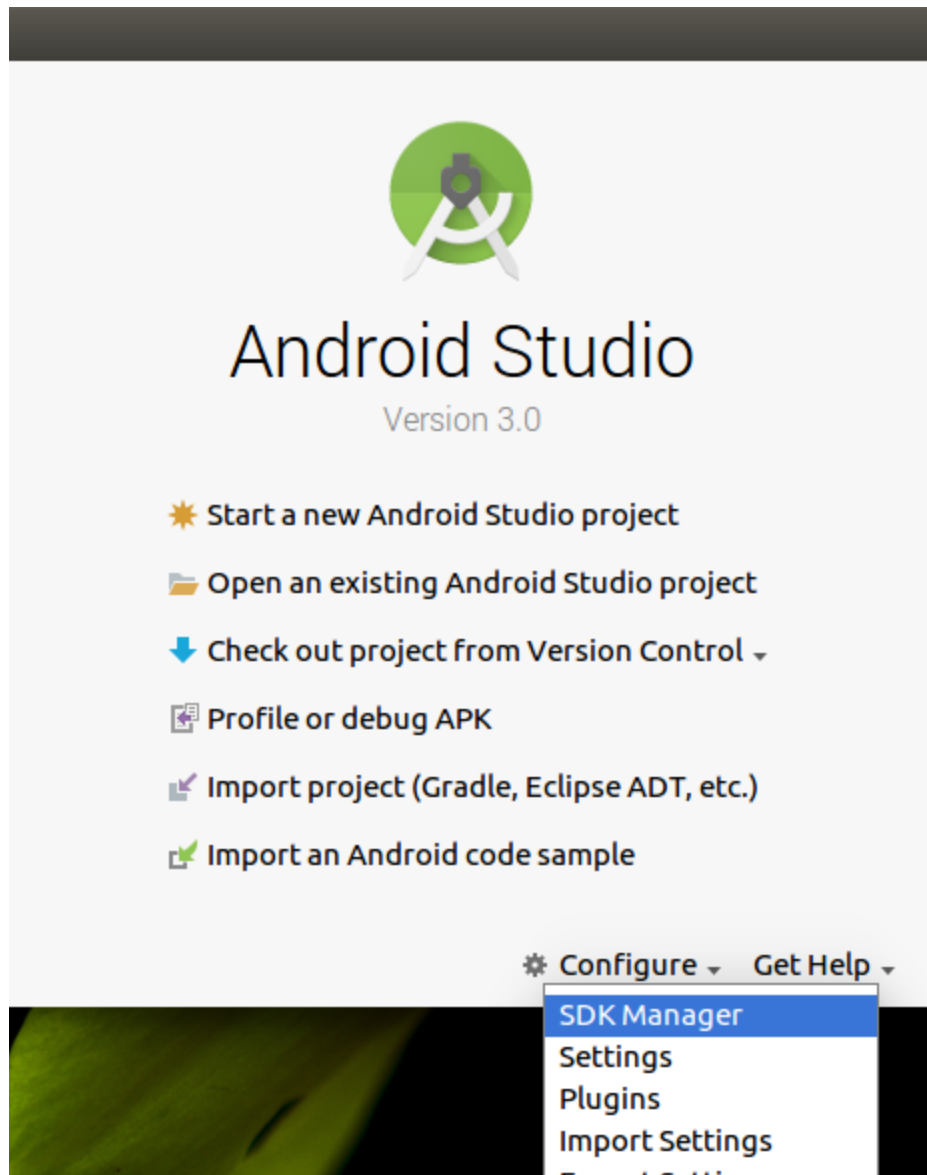 Android Studio
Version 3.0
Start a new Android Studio project
Open an existing Android Studio project
Check out project from Version Control
Profile or debug APK
Import project (Gradle, Eclipse ADT, etc.)
Import an Android code sample
Configure Get Help
SDK Manager
Settings
Plugins
Import Settings